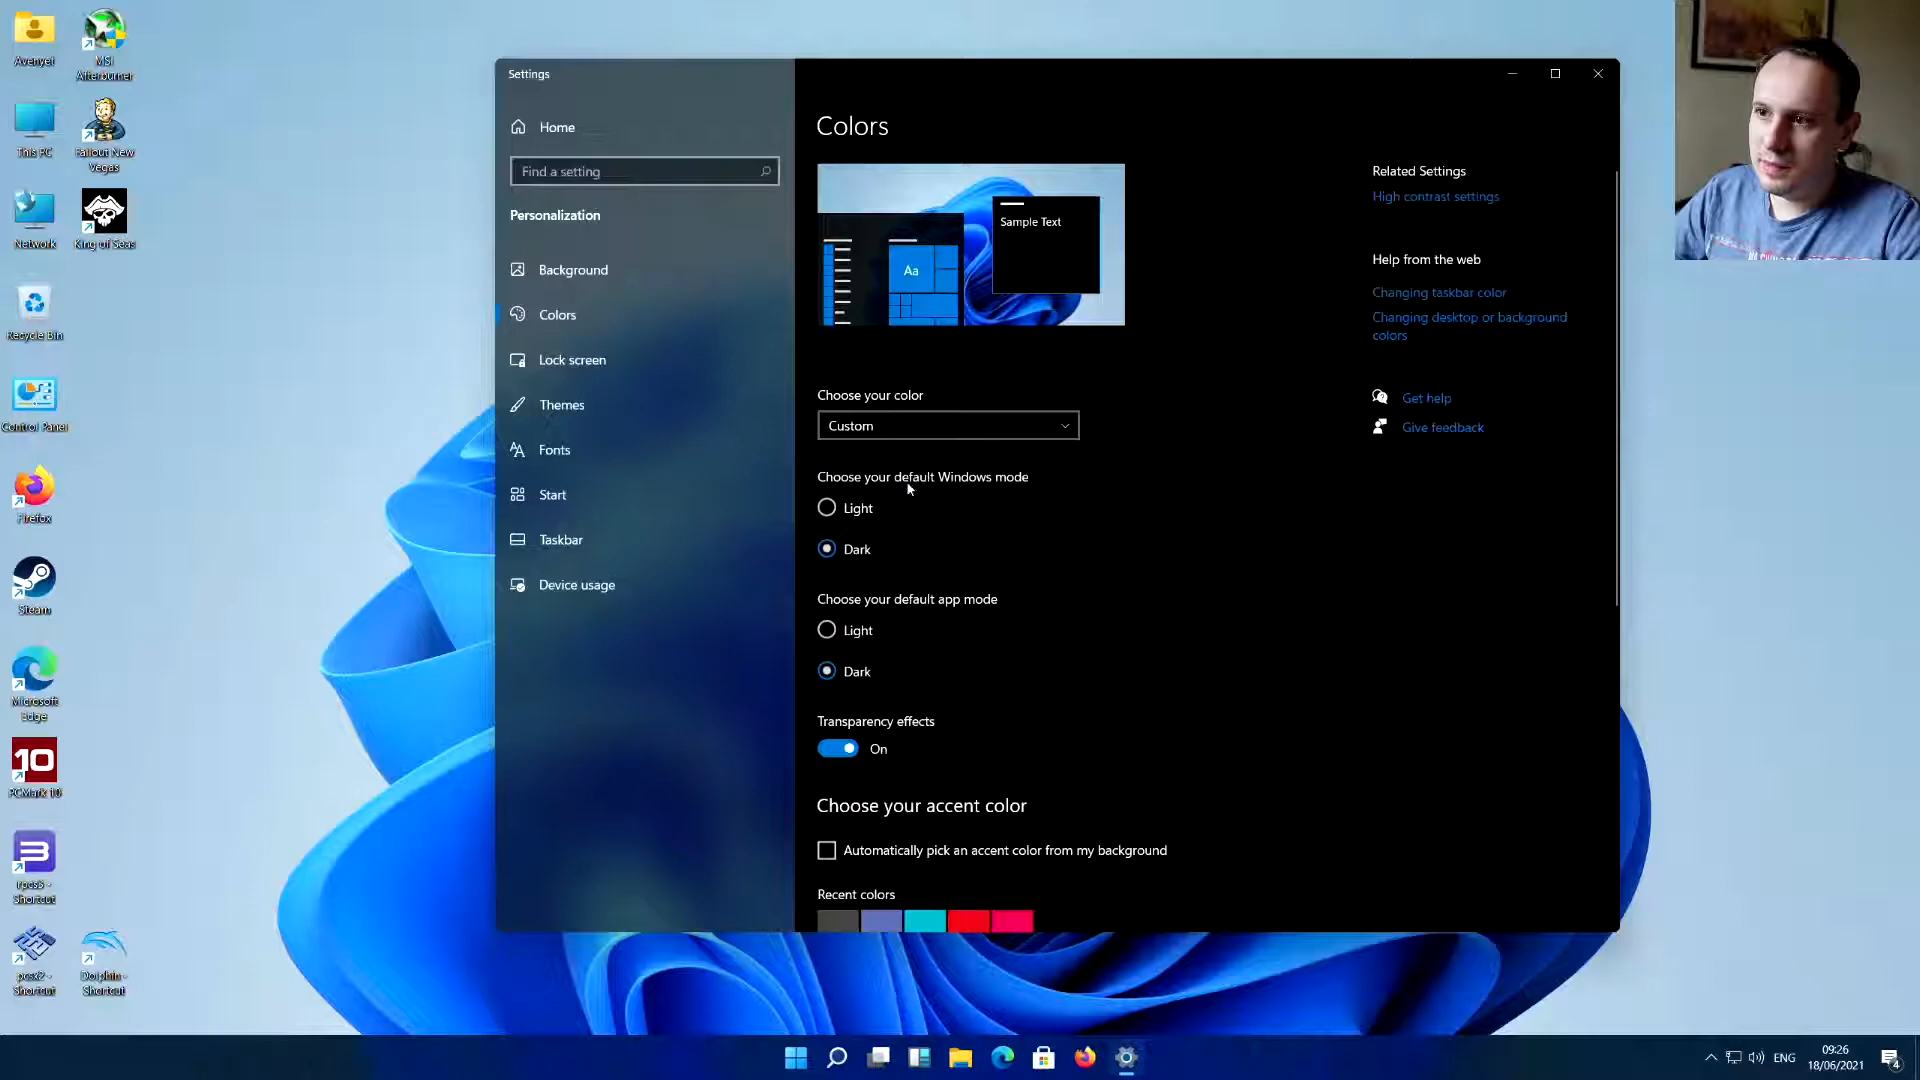 Avenyet
MSI
Afterburner
This PC
Fallout New
Vegas
Network
King of Seas
Recycle Bin
Control Panel
Firefox
Steam
Microsoft
Edge
10
PCMark 10
rpcs3 -
Shortcut
pcsx2 -
Shortcut
Dolphin -
Shortcut
Settings
Home
Find a setting
Personalization
Background
Colors
Lock screen
Themes
Fonts
Start
Taskbar
Device usage
Colors
Sample Text
Aa
Choose your color
Custom
Choose your default Windows mode
Light
Dark
Choose your default app mode
Light
Dark
Transparency effects
On
Choose your accent color
Automatically pick an accent color from my background
Recent colors
Related Settings
High contrast settings
Help from the web
Changing taskbar color
Changing desktop or background
colors
Get help
Give feedback
ENG
09:26
18/06/2021
4